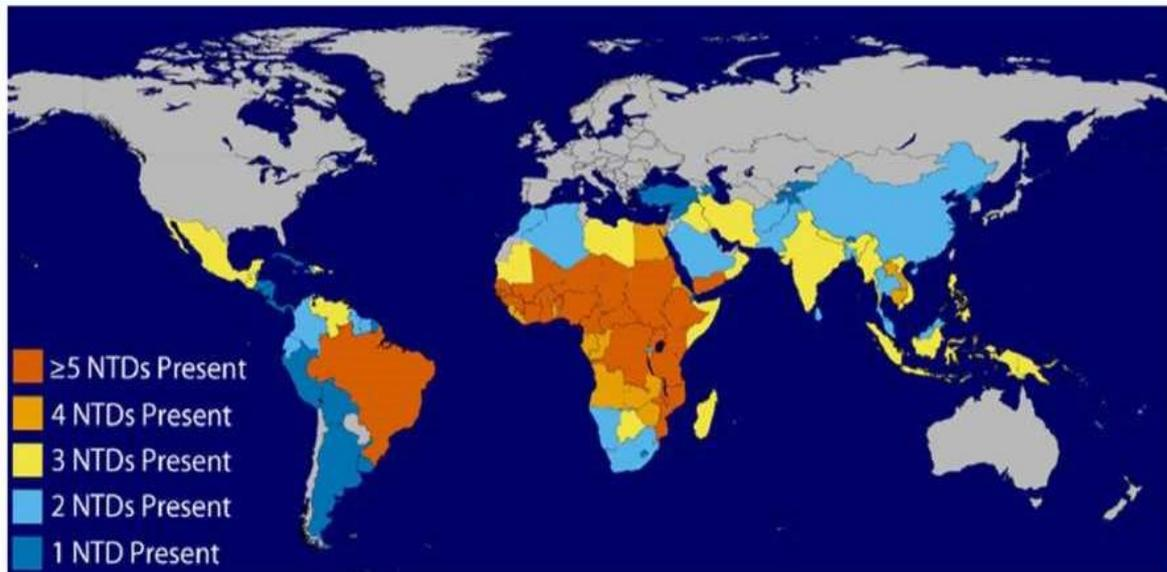 ≥5 NTDs Present
4 NTDs Present
3 NTDs Present
2 NTDs Present
1 NTD Present